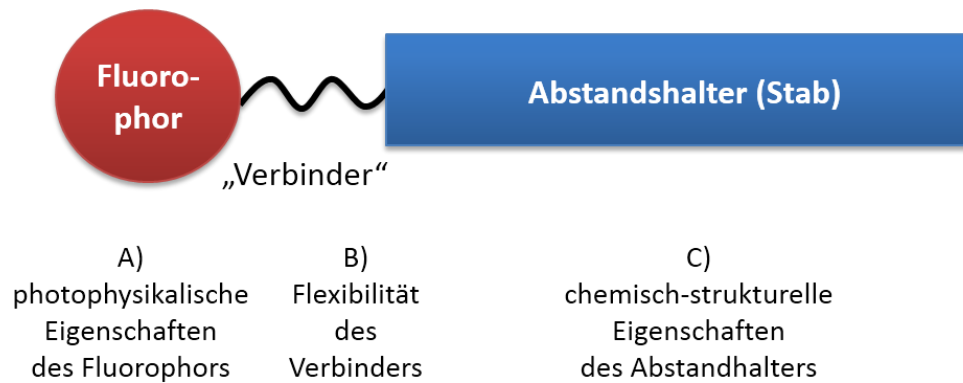 Fluoro-
phor
Abstandshalter (Stab)
„Verbinder“
A)
photophysikalische
Eigenschaften
des Fluorophors
B)
Flexibilität
des
Verbinders
C)
chemisch-strukturelle
Eigenschaften
des Abstandhalters